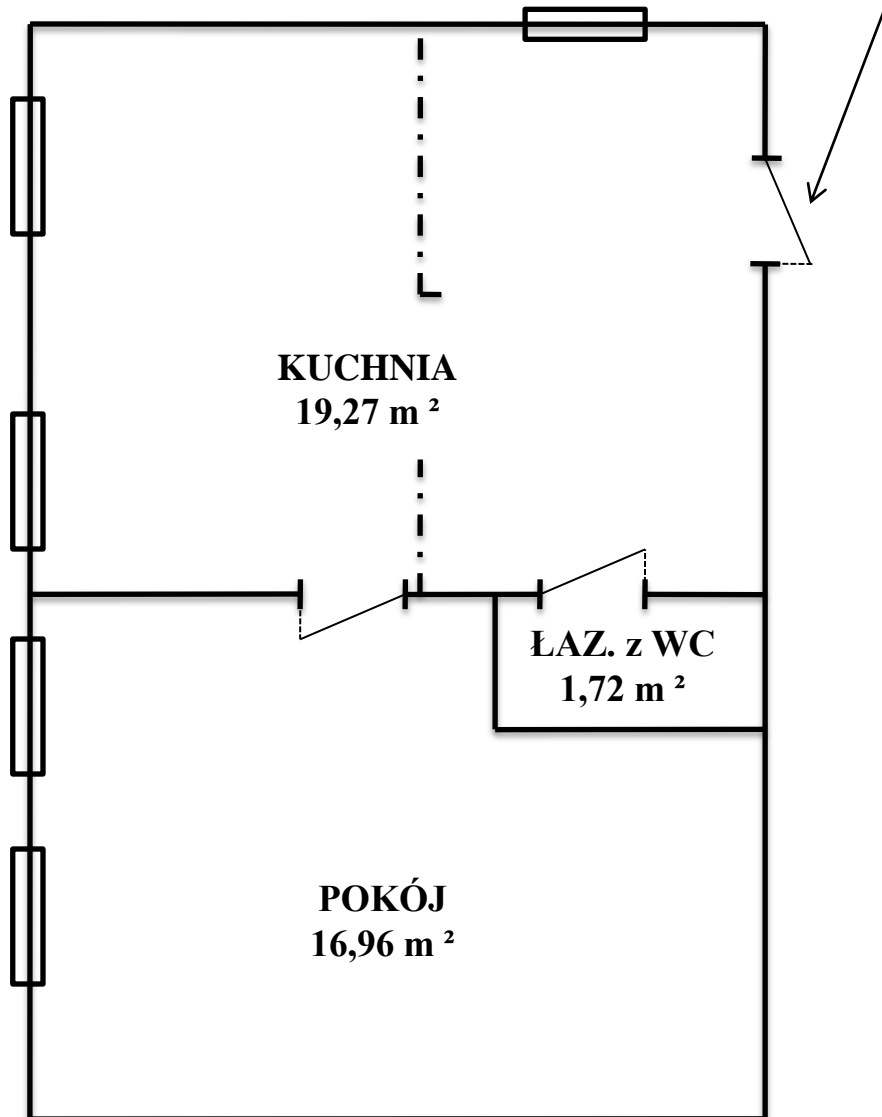 KUCHNIA
19,27 m ²
ŁAZ. z WC
1,72 m ²
POKÓJ
16,96 m ²